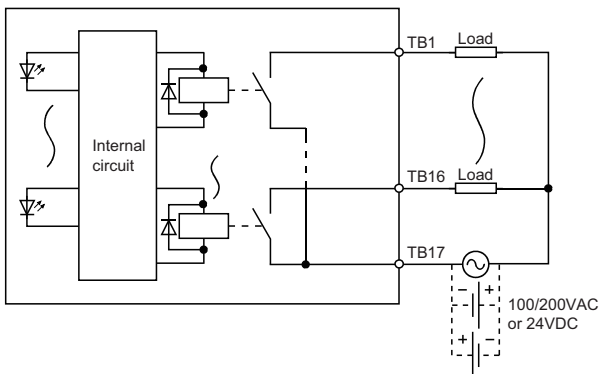 TB1
Load
Internal
circuit
TB16
Load
TB17
− +
100/200VAC
or 24VDC
+ −